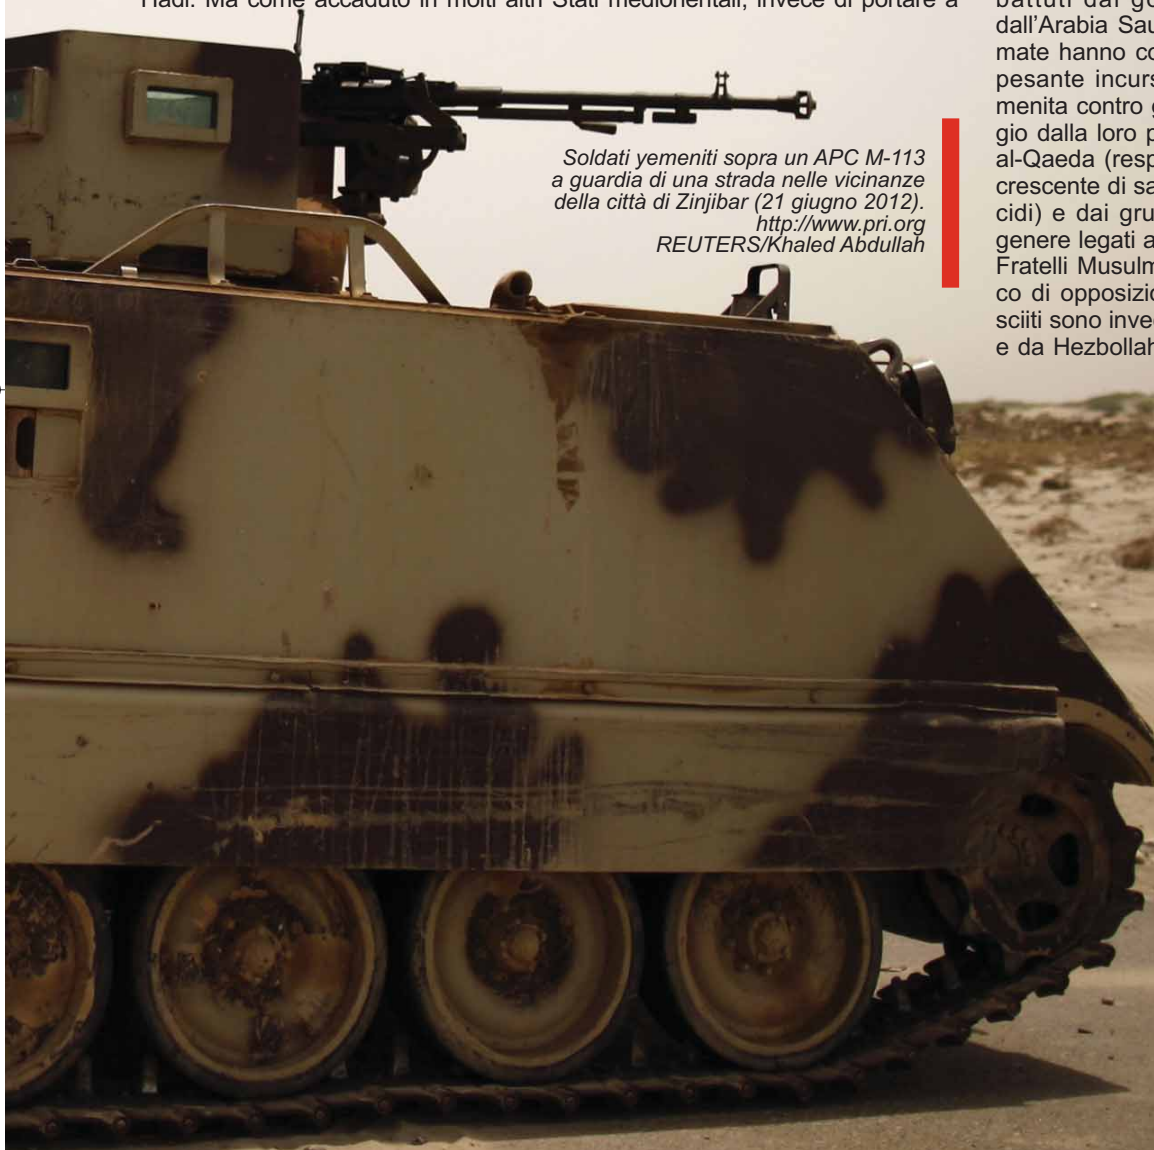 Hadi. Ma come accaduto in molti altri Stati mediorientali, invece di portare a
Soldati yemeniti sopra un APC M-113
a guardia di una strada nelle vicinanze
della città di Zinjibar (21 giugno 2012).
http://www.pri.org
REUTERS/Khaled Abdullah
dall'Arabia Sau
mate hanno co
pesante incurs
menita contro g
gio dalla loro p
al-Qaeda (resp
crescente di sa
cidi) e dai gru
genere legati a
Fratelli Musulm
co di opposizio
sciiti sono inve
e da Hezbollah